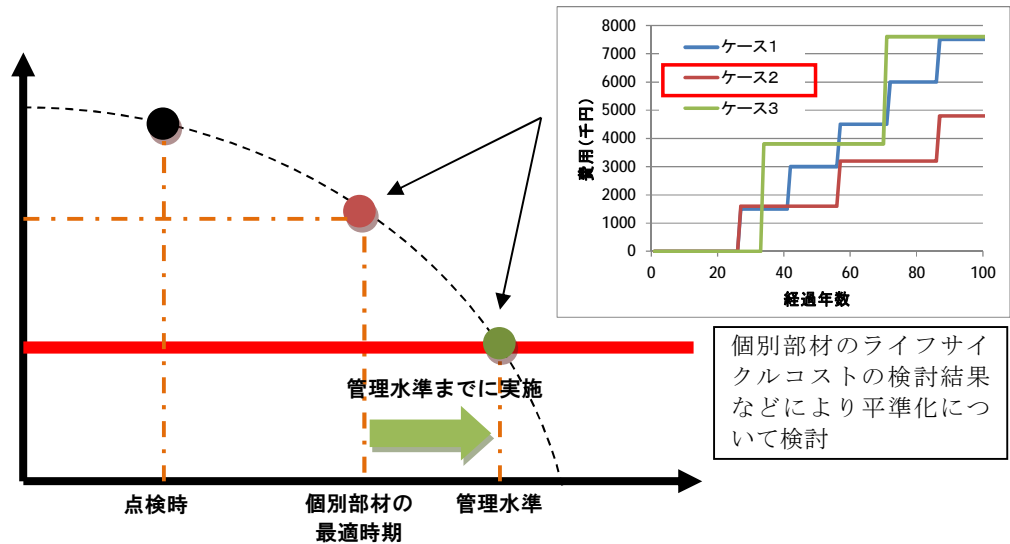 8000
7000
6000
5000
4000
3000
2000
1000
0
費用(千円)
ケース1
ケース2
ケース3
0 20 40 60 80 100
経過年数
個別部材のライフサイ
クルコストの検討結果
などにより平準化につ
いて検討
管理水準までに実施
点検時
個別部材の
最適時期
管理水準